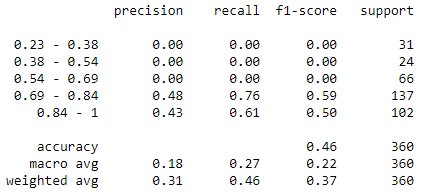 precision recall f1-score support
0.23 - 0.38 0.00 0.00 0.00 31
0.38 - 0.54 0.00 0.00 0.00 24
0.54 - 0.69 0.00 0.00 0.00 66
0.69 - 0.84 0.48 0.76 0.59 137
0.84 - 1 0.43 0.61 0.50 102
accuracy 0.46 360
macro avg 0.18 0.27 0.22 360
weighted avg 0.31 0.46 0.37 360